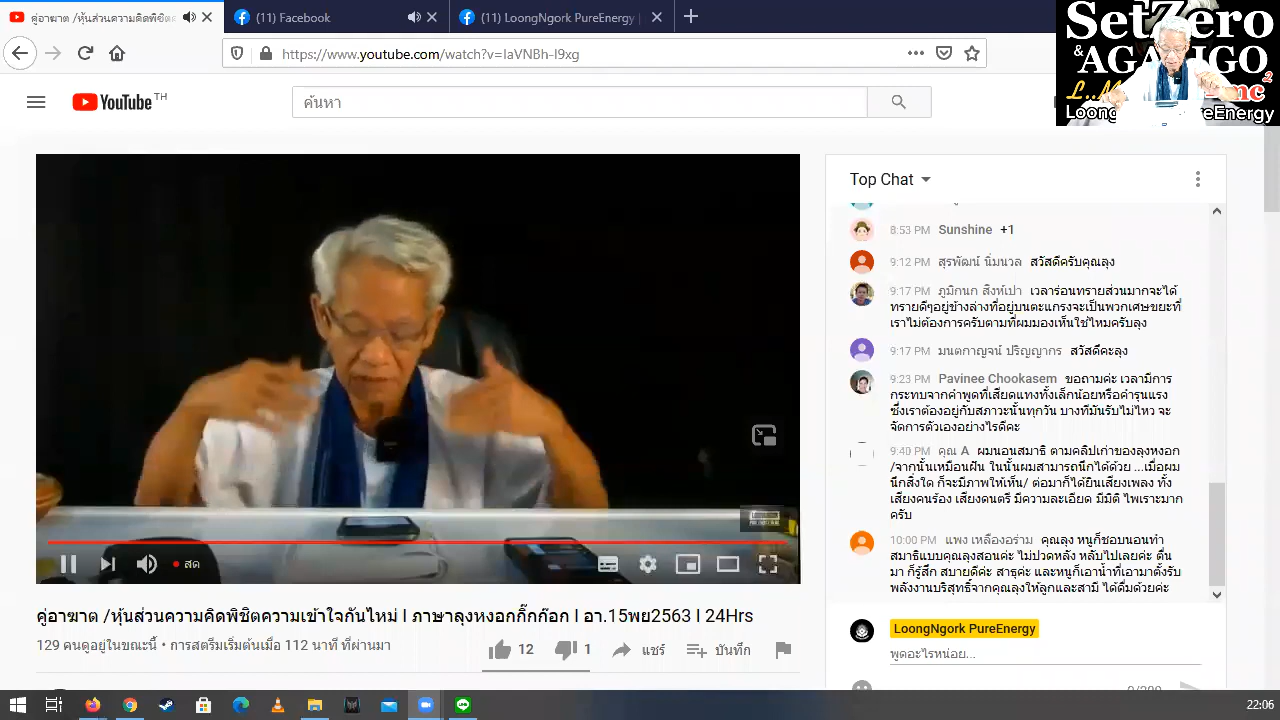 คู่อาฆาต /หุ้นส่วนความคิดพิชิต
(11) Facebook
(11) LoongNgork PureEnergy |
https://www.youtube.com/watch?v=IaVNBh-I9xg
SetZero
&
LoongNgork PureEnergy
YouTube TH
ค้นหา
Top Chat
8:53 PM Sunshine +1
9:12 PM สุรพัฒน์ นิ่มนวล สวัสดีครับคุณลุง
9:17 PM ภูมิกนก สิงห์เปา เวลาร่อนทรายส่วนมากจะได้
ทรายดีๆอยู่ข้างล่างที่อยู่บนตะแกรงจะเป็นพวกเศษขยะที่
เราไม่ต้องการครับตามที่ผมมองเห็นใช่ไหมครับลุง
9:17 PM มนตกาญจน์ ปริญญากร สวัสดีคะลุง
9:23 PM Pavinee Chookasem ขอถามค่ะ เวลามีการ
กระทบจากคำพูดที่เสียดแทงทั้งเล็กน้อยหรือคำรุนแรง
ซึ่งเราต้องอยู่กับสภาวะนั้นทุกวัน บางทีมันรับไม่ไหว จะ
จัดการตัวเองอย่างไรดีคะ
9:40 PM คุณ A ผมนอนสมาธิ ตามคลิปเก่าของลุงหงอก
/จากนั้นเหมือนฝัน ในนั้นผมสามารถนึกได้ด้วย ...เมื่อผม
นึกสิ่งใด ก็จะมีภาพให้เห็น/ ต่อมาก็ได้ยินเสียงเพลง ทั้ง
เสียงคนร้อง เสียงดนตรี มีความละเอียด มีมิติ ไพเราะมาก
ครับ
10:00 PM แพง เหลืองอร่าม คุณลุง หนูก็ชอบนอนทำ
สมาธิแบบคุณลุงสอนค่ะ ไม่ปวดหลัง หลับไปเลยค่ะ ตื่น
มา ก็รู้สึก สบายดีค่ะ สาธุค่ะ และหนูก็เอาน้ำที่เอามาตั้งรับ
พลังงานบริสุทธิ์จากคุณลุงให้ลูกและสามี ได้ดื่มด้วยค่ะ
LoongNgork PureEnergy
พูดอะไรหน่อย...
0/200
สด
คู่อาฆาต /หุ้นส่วนความคิดพิชิตความเข้าใจกันไหม่ l ภาษาลุงหงอกกิ๊กก๊อก l อา.15พย2563 l 24Hrs
129 คนดูอยู่ในขณะนี้ • การสตรีมเริ่มต้นเมื่อ 112 นาที ที่ผ่านมา
12
1
แชร์
บันทึก
22:06